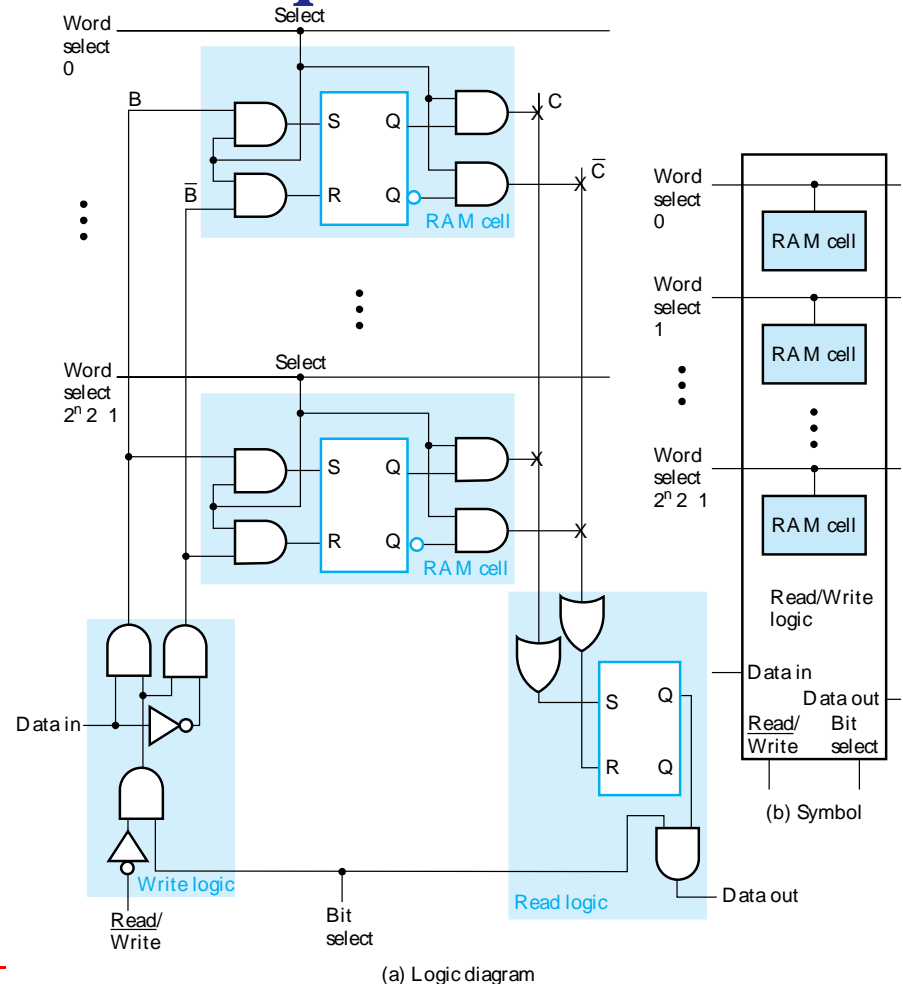 Word
select
0
Select
B
S
Q
C
B̅
R
Q
RAM cell
C̅
Word
select
2ⁿ 2 1
Select
S
Q
R
Q
RAM cell
Data in
Write logic
Read/
Write
Bit
select
S
Q
R
Q
Read logic
Data out
(a) Logic diagram
Word
select
0
RAM cell
Word
select
1
RAM cell
Word
select
2ⁿ 2 1
RAM cell
Read/Write
logic
Data in
Data out
Read/
Write
Bit
select
(b) Symbol